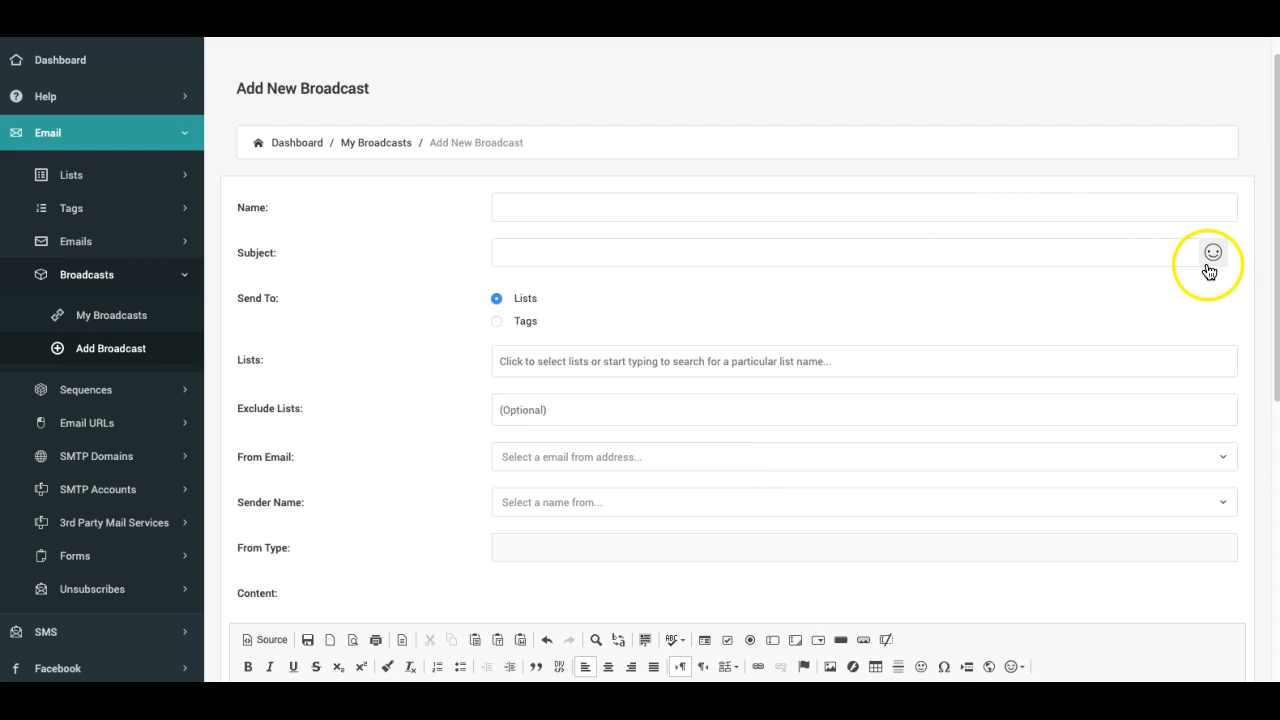 Dashboard
Help
Email
Lists
Tags
Emails
Broadcasts
My Broadcasts
Add Broadcast
Sequences
Email URLs
SMTP Domains
SMTP Accounts
3rd Party Mail Services
Forms
Unsubscribes
SMS
Facebook
Add New Broadcast
Dashboard / My Broadcasts / Add New Broadcast
Name:
Subject:
Send To:
Lists
Tags
Lists: Click to select lists or start typing to search for a particular list name...
Exclude Lists: (Optional)
From Email: Select a email from address...
Sender Name: Select a name from...
From Type:
Content:
Source